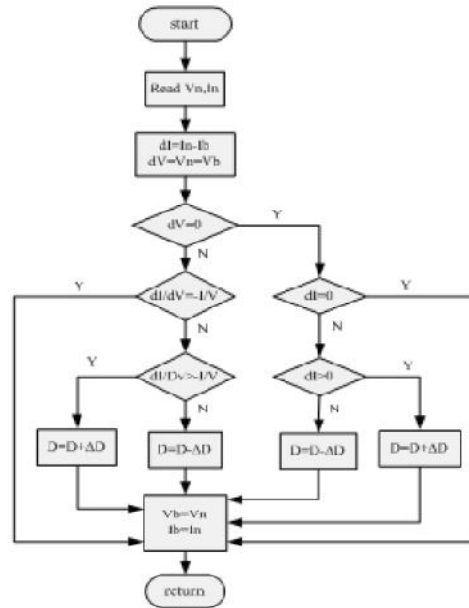 start
Read Vn,In
dI=In-Ib
dV=Vn=Vb
dV=0
Y
N
dI/dV=-I/V
Y
N
dI=0
Y
N
dI/Dv>-I/V
Y
N
dI>0
Y
N
D=D+ΔD
D=D-ΔD
D=D-ΔD
D=D+ΔD
Vb=Vn
Ib=In
return